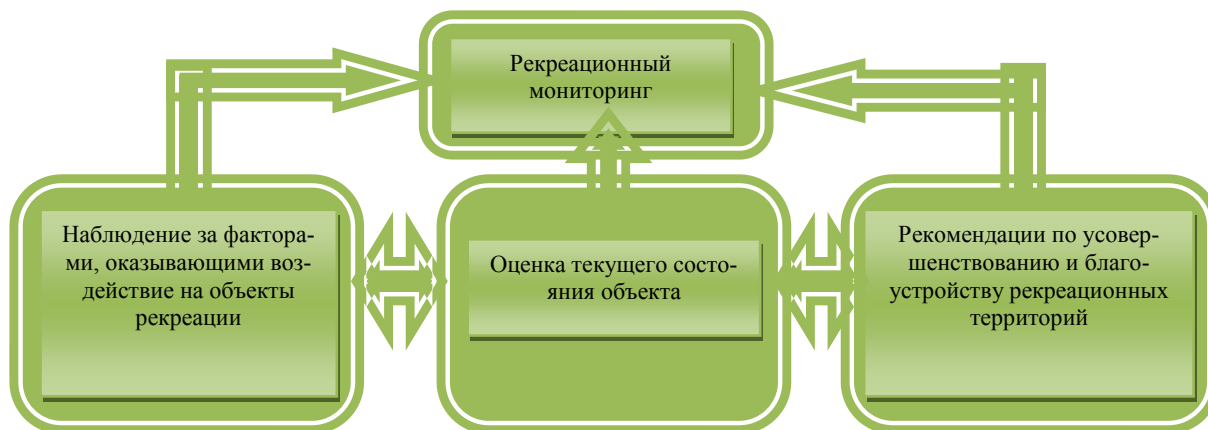 Рекреационный
мониторинг
Наблюдение за фактора-
ми, оказывающими воз-
действие на объекты
рекреации
Оценка текущего состо-
яния объекта
Рекомендации по усовер-
шенствованию и благо-
устройству рекреационных
территорий